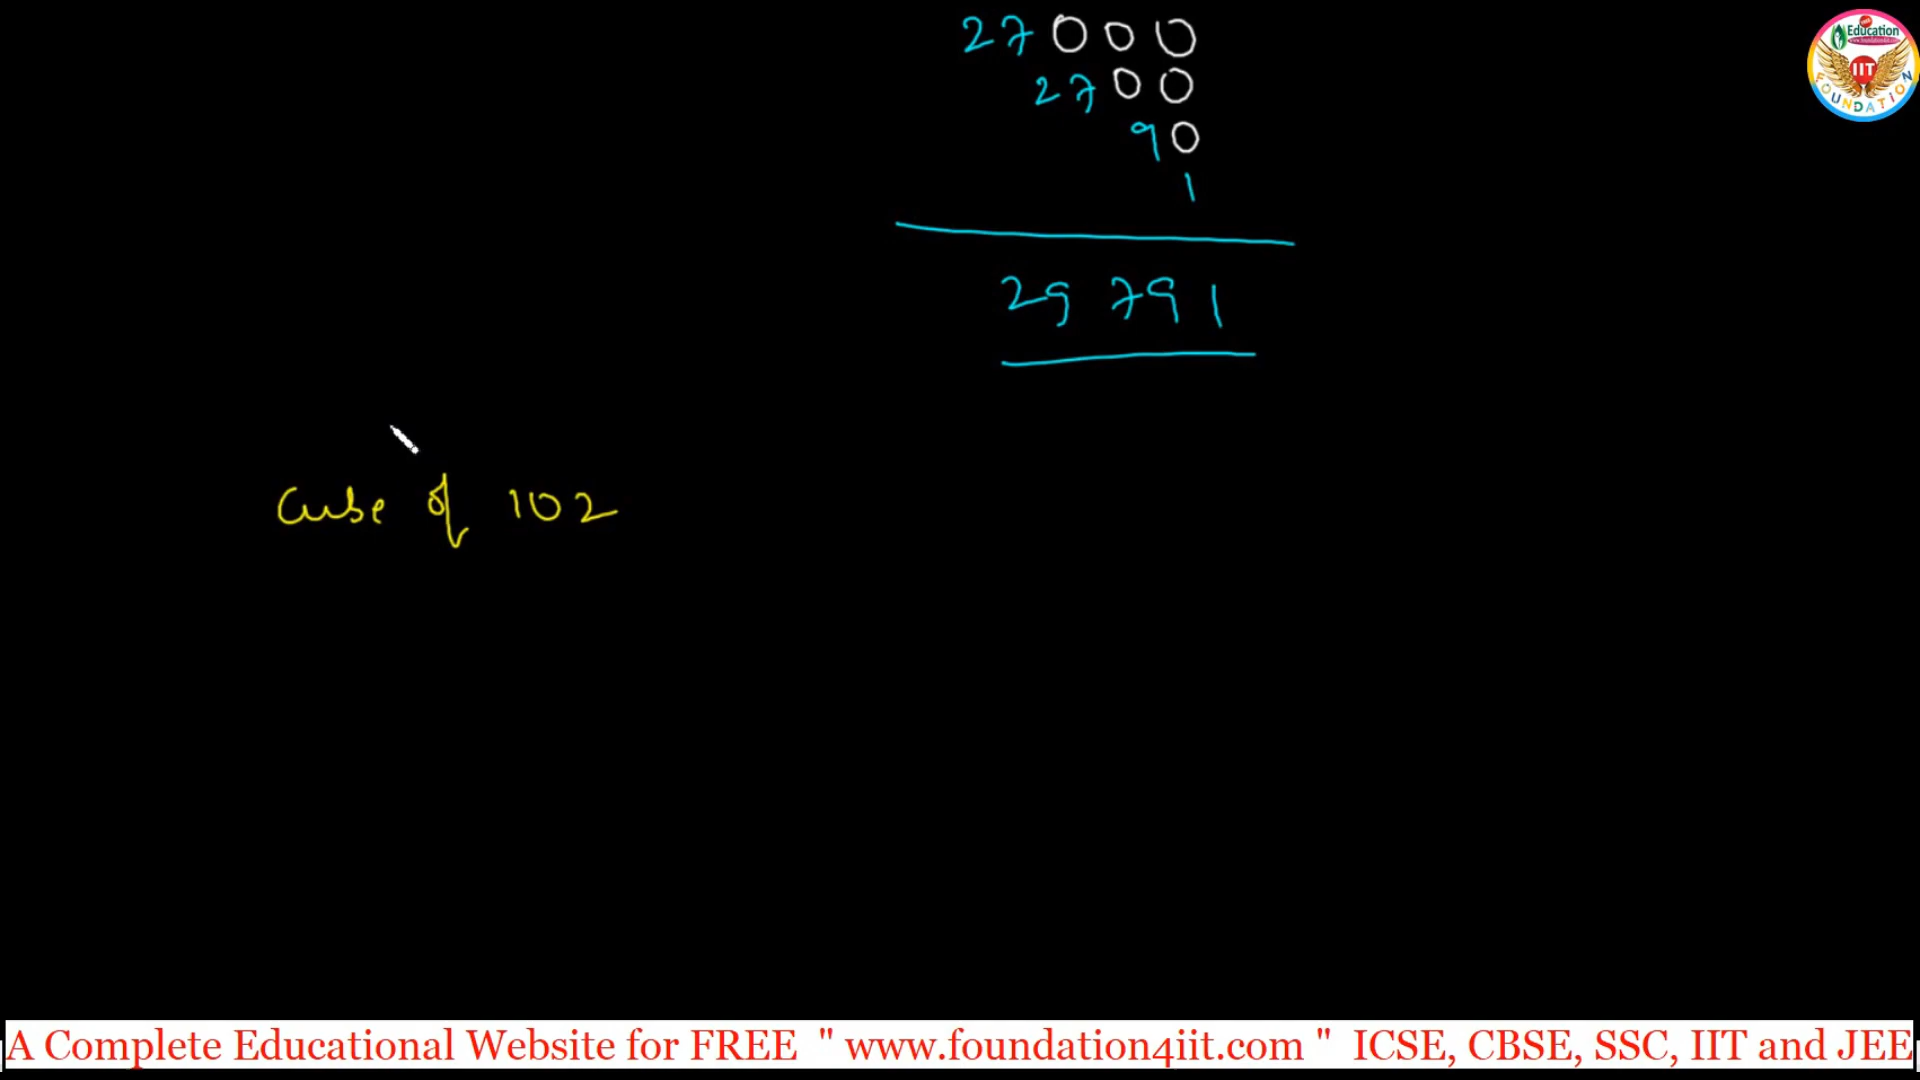 27000
2700
90
1
29791
Cube of 102
Education
IIT
FOUNDATION
A Complete Educational Website for FREE " www.foundation4iit.com " ICSE, CBSE, SSC, IIT and JEE